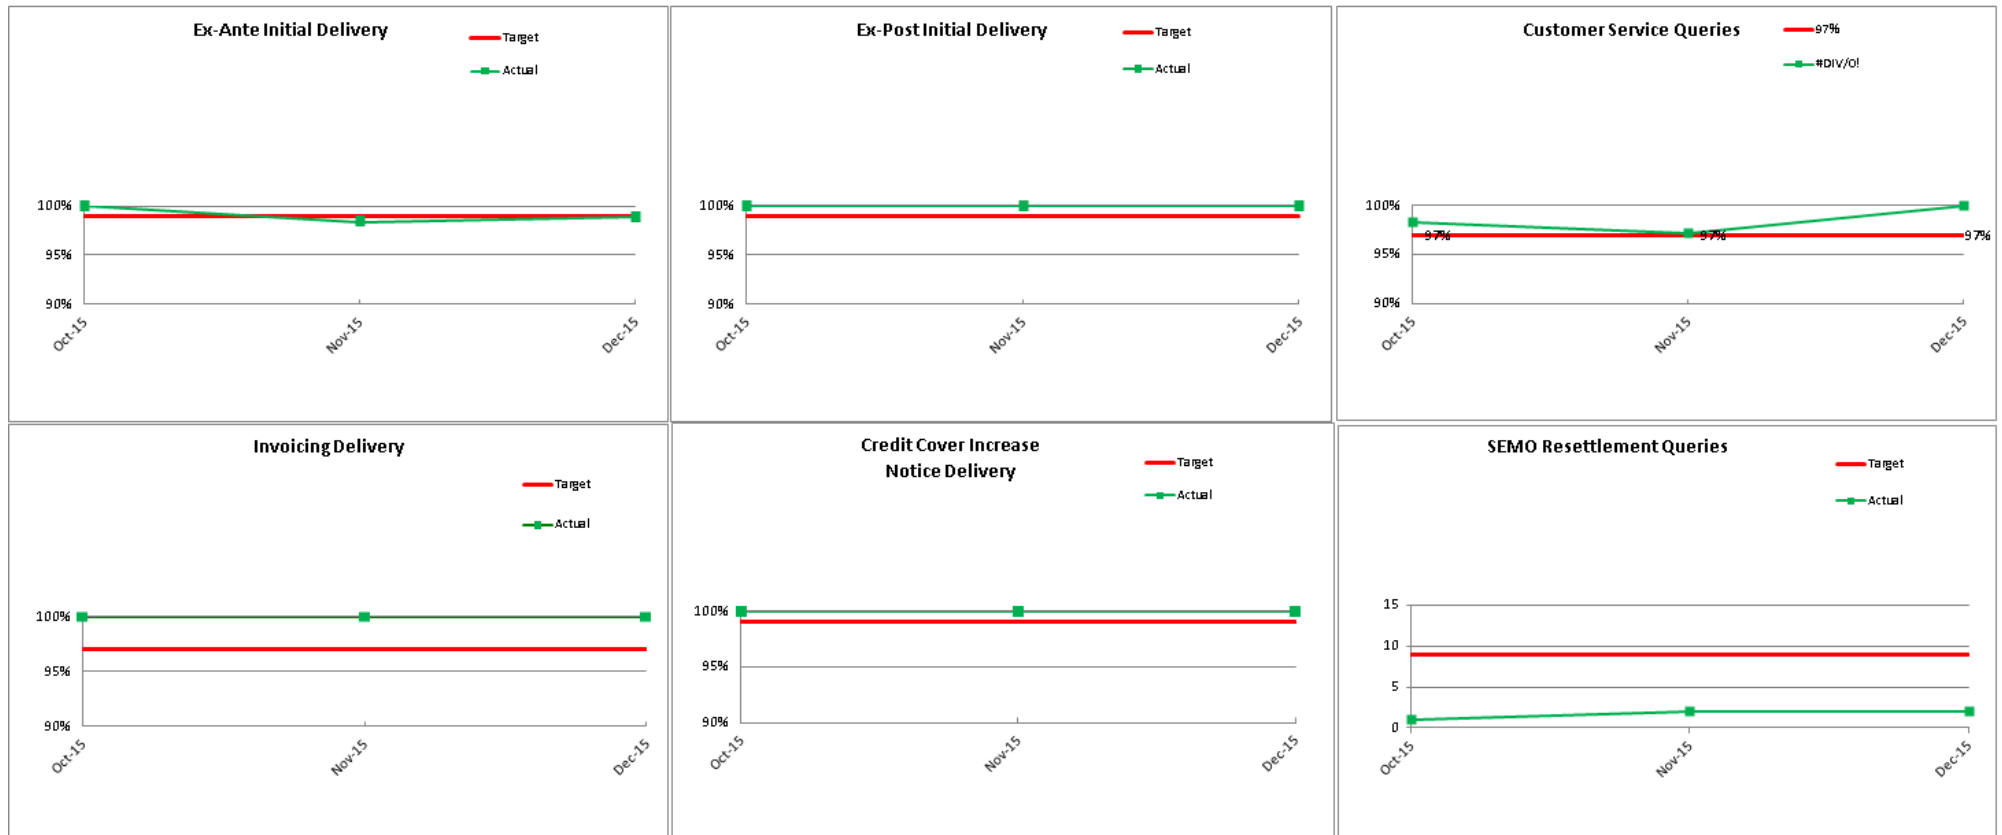 Ex-Ante Initial Delivery
Target
Actual
100%
95%
90%
Oct-15
Nov-15
Dec-15
Ex-Post Initial Delivery
Target
Actual
100%
95%
90%
Oct-15
Nov-15
Dec-15
Customer Service Queries
97%
#DIV/0!
100%
97%
97%
97%
95%
90%
Oct-15
Nov-15
Dec-15
Invoicing Delivery
Target
Actual
100%
95%
90%
Oct-15
Nov-15
Dec-15
Credit Cover Increase
Notice Delivery
Target
Actual
100%
95%
90%
Oct-15
Nov-15
Dec-15
SEMO Resettlement Queries
Target
Actual
15
10
5
0
Oct-15
Nov-15
Dec-15